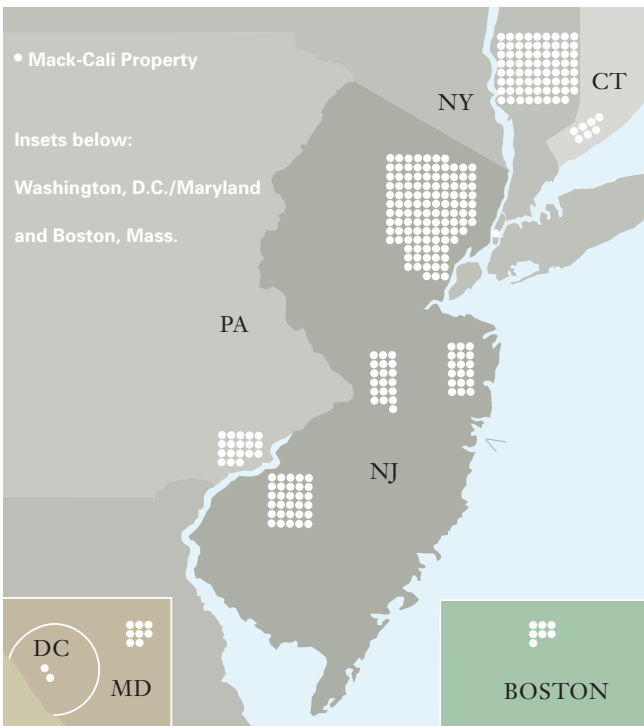 • Mack-Cali Property
Insets below:
Washington, D.C./Maryland
and Boston, Mass.
NY
CT
PA
NJ
DC
MD
BOSTON